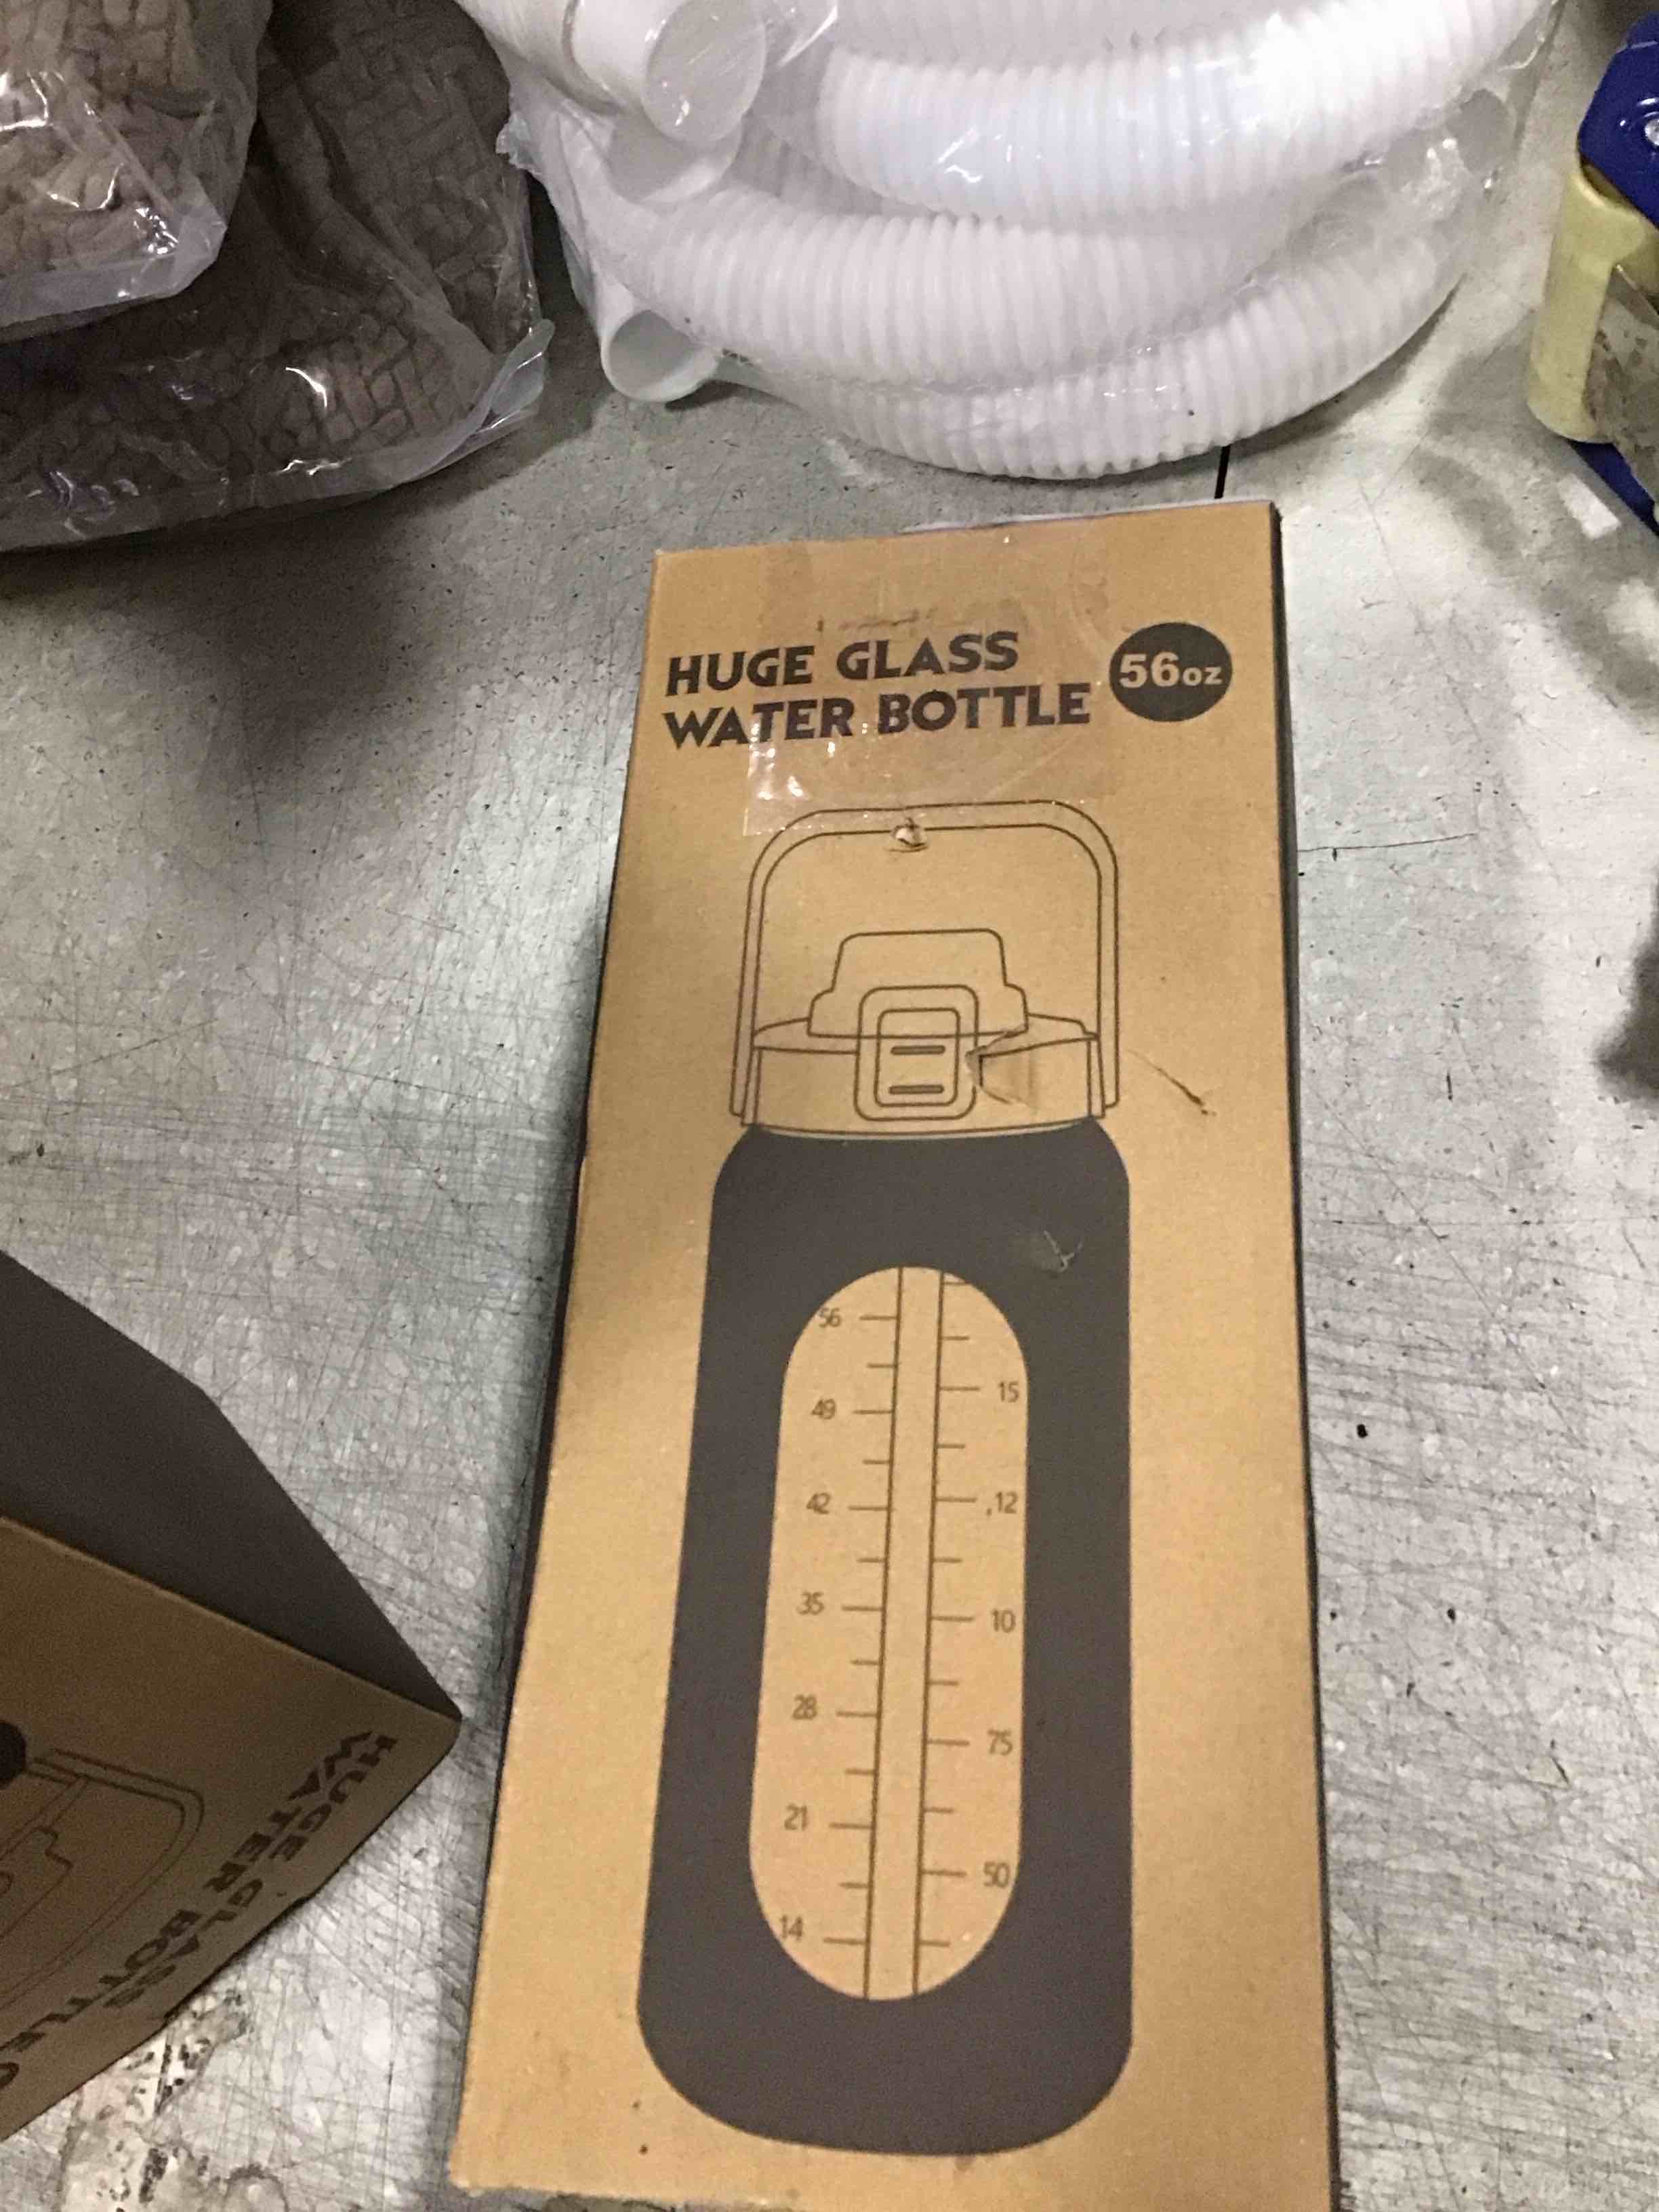 HUGE GLASS
WATER BOTTLE
56oz
56
49
42
35
28
21
14
15
,12
10
75
50
HUGE GLASS
WATER BOTTLE